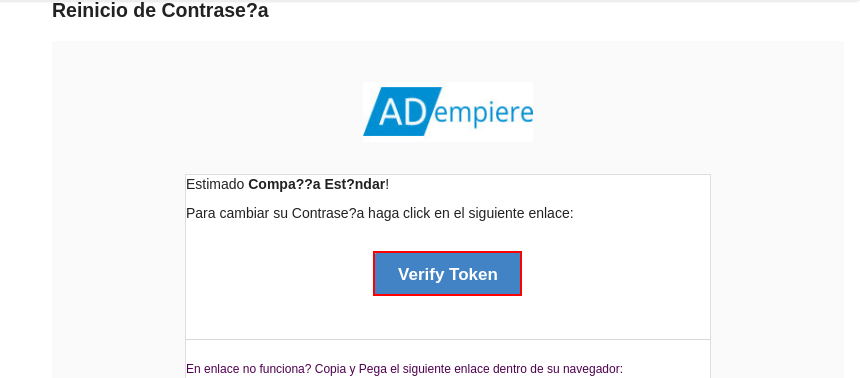 Reinicio de Contrase?a
ADempiere
Estimado Compa??a Est?ndar!
Para cambiar su Contrase?a haga click en el siguiente enlace:
Verify Token
En enlace no funciona? Copia y Pega el siguiente enlace dentro de su navegador: